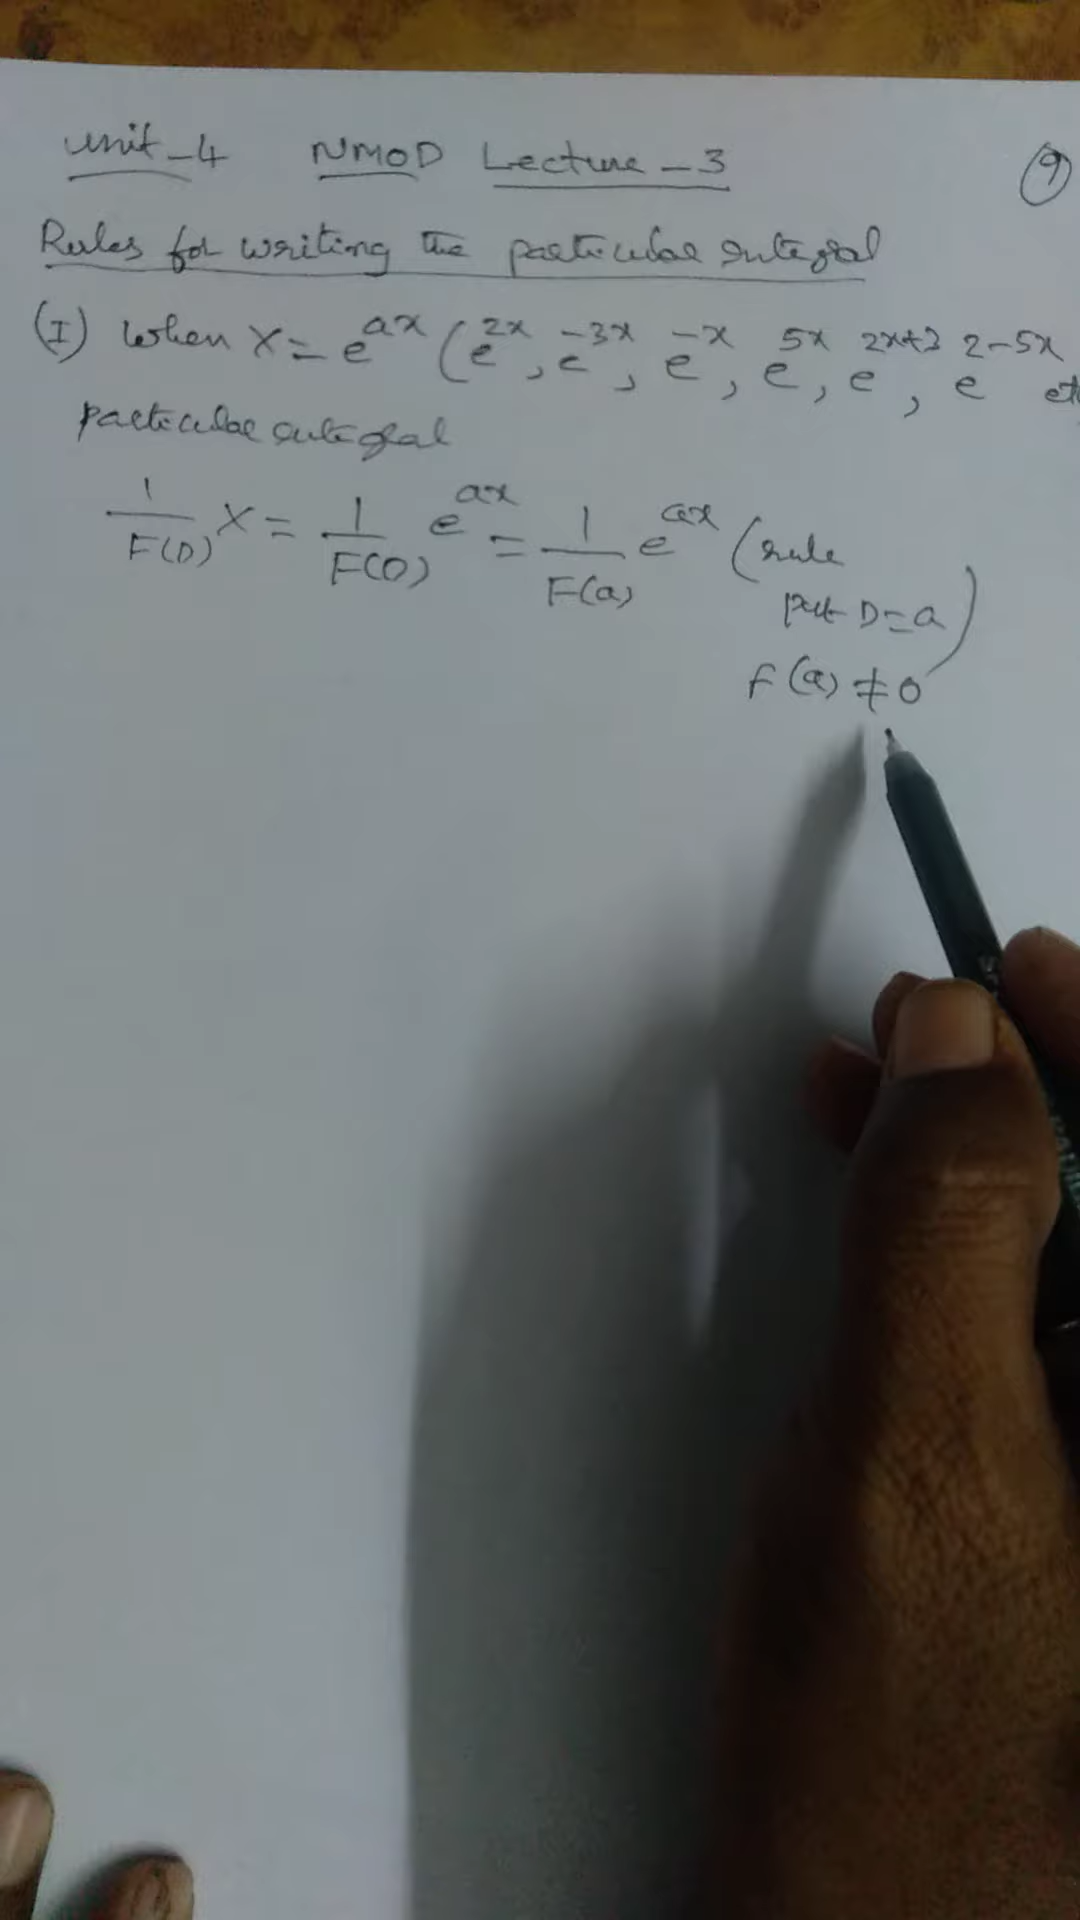 Unit-4 NMOD Lecture-3 9
Rules for writing the particular Integral
(I) When X = e^ax (e^2x, e^-3x, e^-x, e^5x, e^2x+3, e^2-5x etc
particular integral
1/F(D) X = 1/F(D) e^ax = 1/F(a) e^ax (rule
put D=a)
F(a) ≠ 0